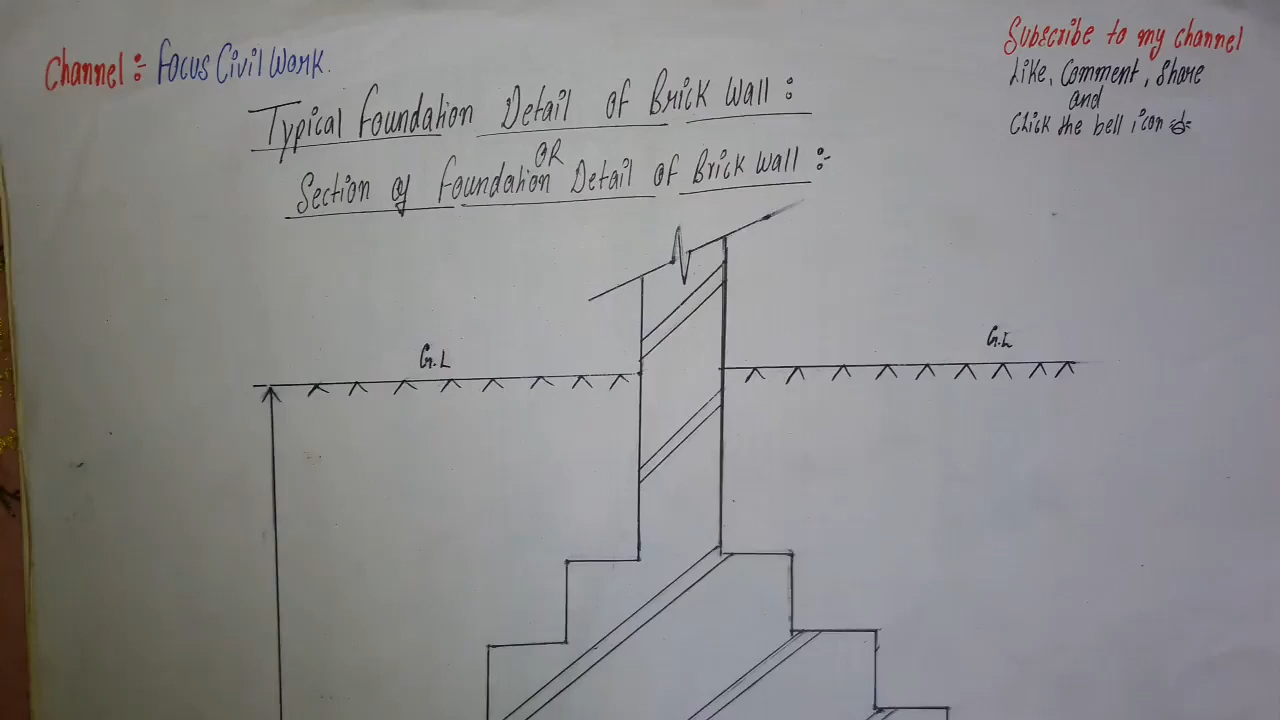 Channel :- Focus Civil Work.
Subscribe to my channel
Like, Comment, Share
and
Click the bell icon
Typical Foundation Detail of Brick Wall :
OR
Section of Foundation Detail of Brick Wall :-
G.L
G.L